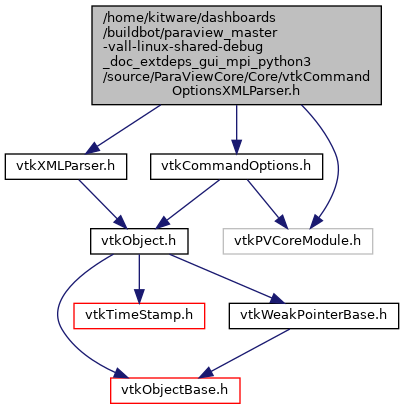 /home/kitware/dashboards
/buildbot/paraview_master
-vall-linux-shared-debug
_doc_extdeps_gui_mpi_python3
/source/ParaViewCore/Core/vtkCommand
OptionsXMLParser.h
vtkXMLParser.h
vtkCommandOptions.h
vtkObject.h
vtkPVCoreModule.h
vtkTimeStamp.h
vtkWeakPointerBase.h
vtkObjectBase.h